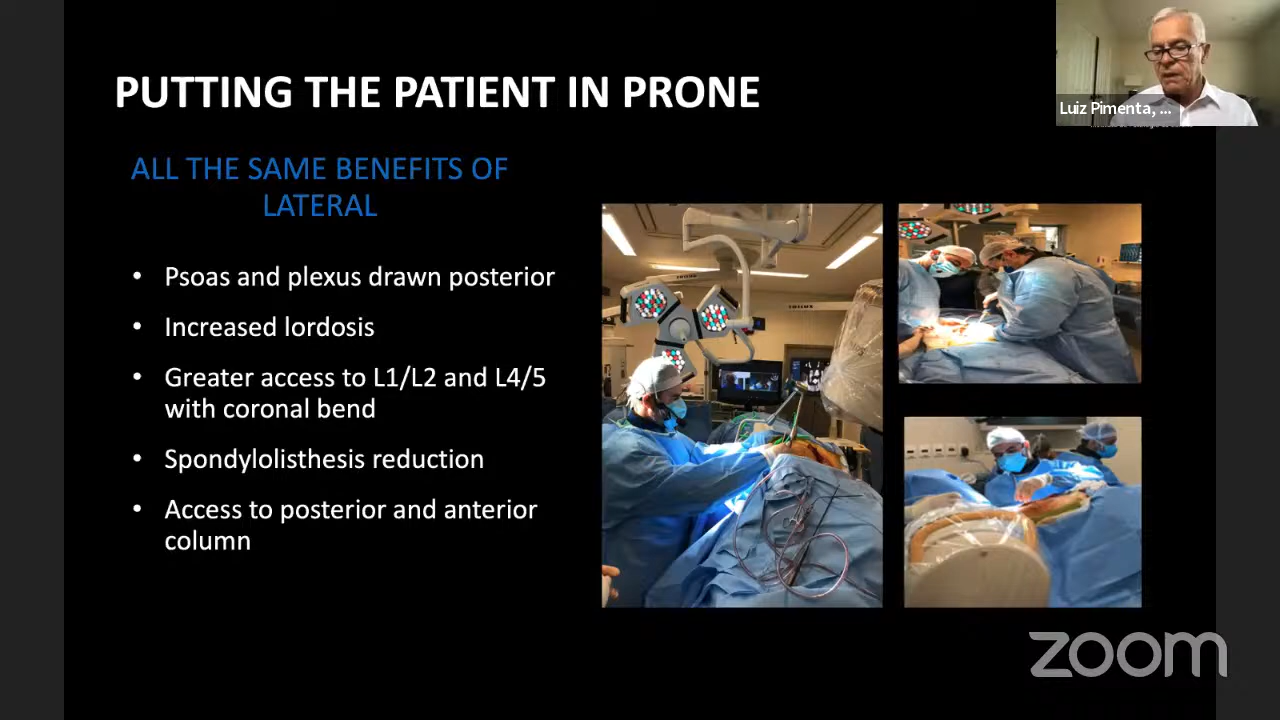 PUTTING THE PATIENT IN PRONE
ALL THE SAME BENEFITS OF
LATERAL
• Psoas and plexus drawn posterior
• Increased lordosis
• Greater access to L1/L2 and L4/5
with coronal bend
• Spondylolisthesis reduction
• Access to posterior and anterior
column
Luiz Pimenta, ...
zoom